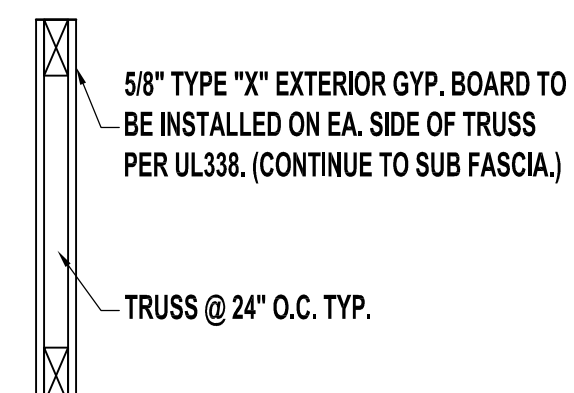 5/8" TYPE "X" EXTERIOR GYP. BOARD TO
BE INSTALLED ON EA. SIDE OF TRUSS
PER UL338. (CONTINUE TO SUB FASCIA.)
TRUSS @ 24" O.C. TYP.